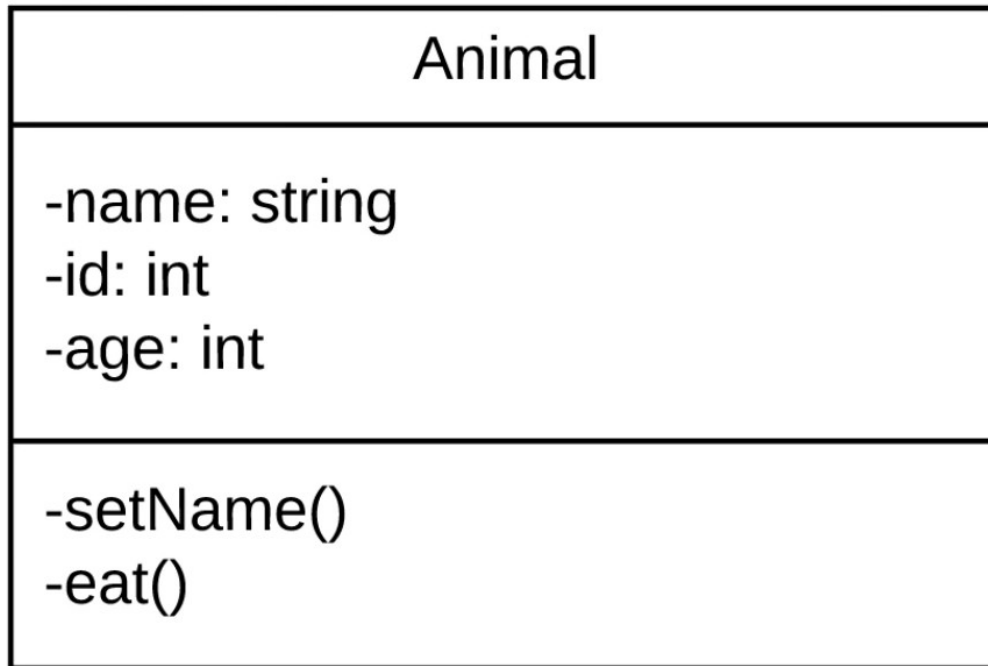 Animal
-name: string
-id: int
-age: int
-setName()
-eat()